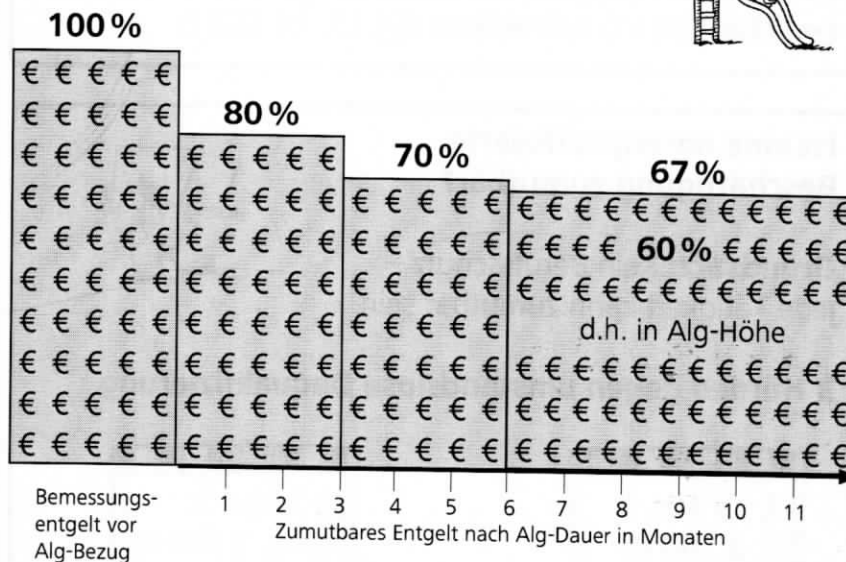 100 %
€ € € € €
€ € € € €
€ € € € €
€ € € € €
€ € € € €
€ € € € €
€ € € € €
€ € € € €
€ € € € €
€ € € € €
80 %
€ € € € €
€ € € € €
€ € € € €
€ € € € €
€ € € € €
€ € € € €
€ € € € €
€ € € € €
70 %
€ € € € €
€ € € € €
€ € € € €
€ € € € €
€ € € € €
€ € € € €
€ € € € €
67 %
€ € € € € € € € € € € €
€ € € € 60 % € € € € €
€ € € € € € € € € € € €
d.h. in Alg-Höhe
€ € € € € € € € € € € €
€ € € € € € € € € € € €
€ € € € € € € € € € € €
1 2 3 4 5 6 7 8 9 10 11
Bemessungs-
entgelt vor
Alg-Bezug
Zumutbares Entgelt nach Alg-Dauer in Monaten